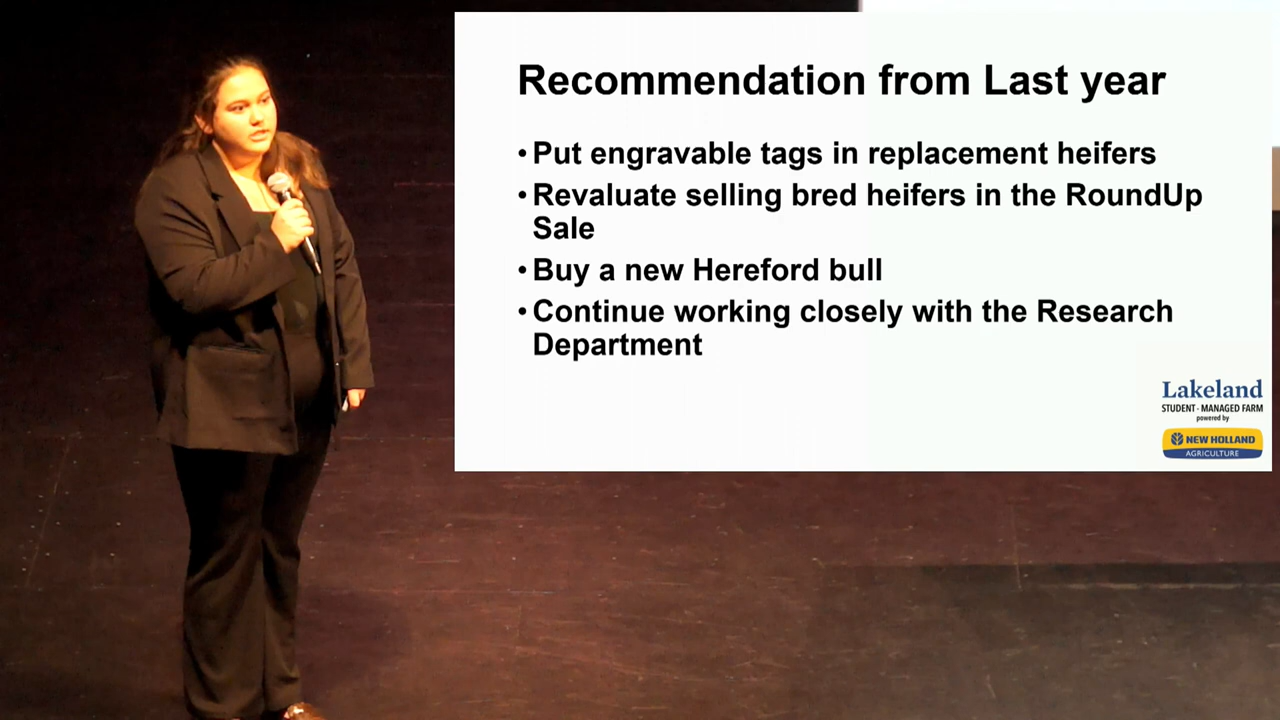 Recommendation from Last year
• Put engravable tags in replacement heifers
• Revaluate selling bred heifers in the RoundUp
Sale
• Buy a new Hereford bull
• Continue working closely with the Research
Department
Lakeland
STUDENT - MANAGED FARM
powered by
NEW HOLLAND
AGRICULTURE